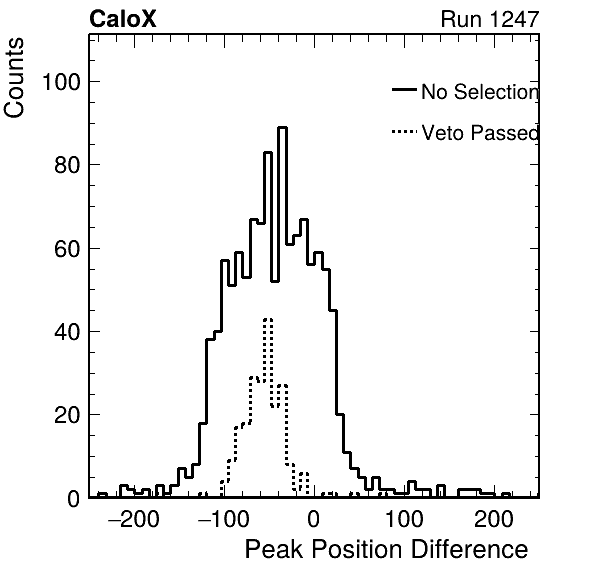 CaloX
Run 1247
Counts
No Selection
Veto Passed
100
80
60
40
20
0
−200
−100
0
100
200
Peak Position Difference